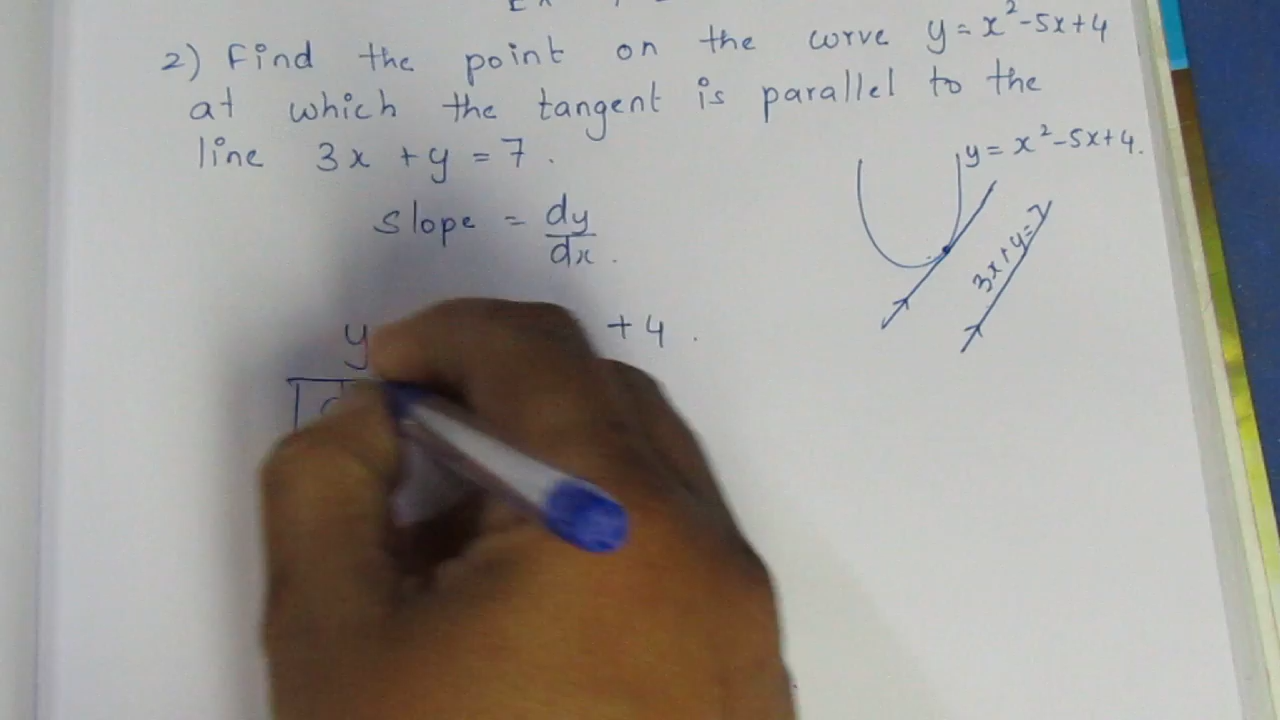 2) Find the point on the corve y = x² - 5x + 4
at which the tangent is parallel to the
line 3x + y = 7 .
y = x² - 5x + 4 .
slope = dy/dx .
3x + y = 7
y + 4 .